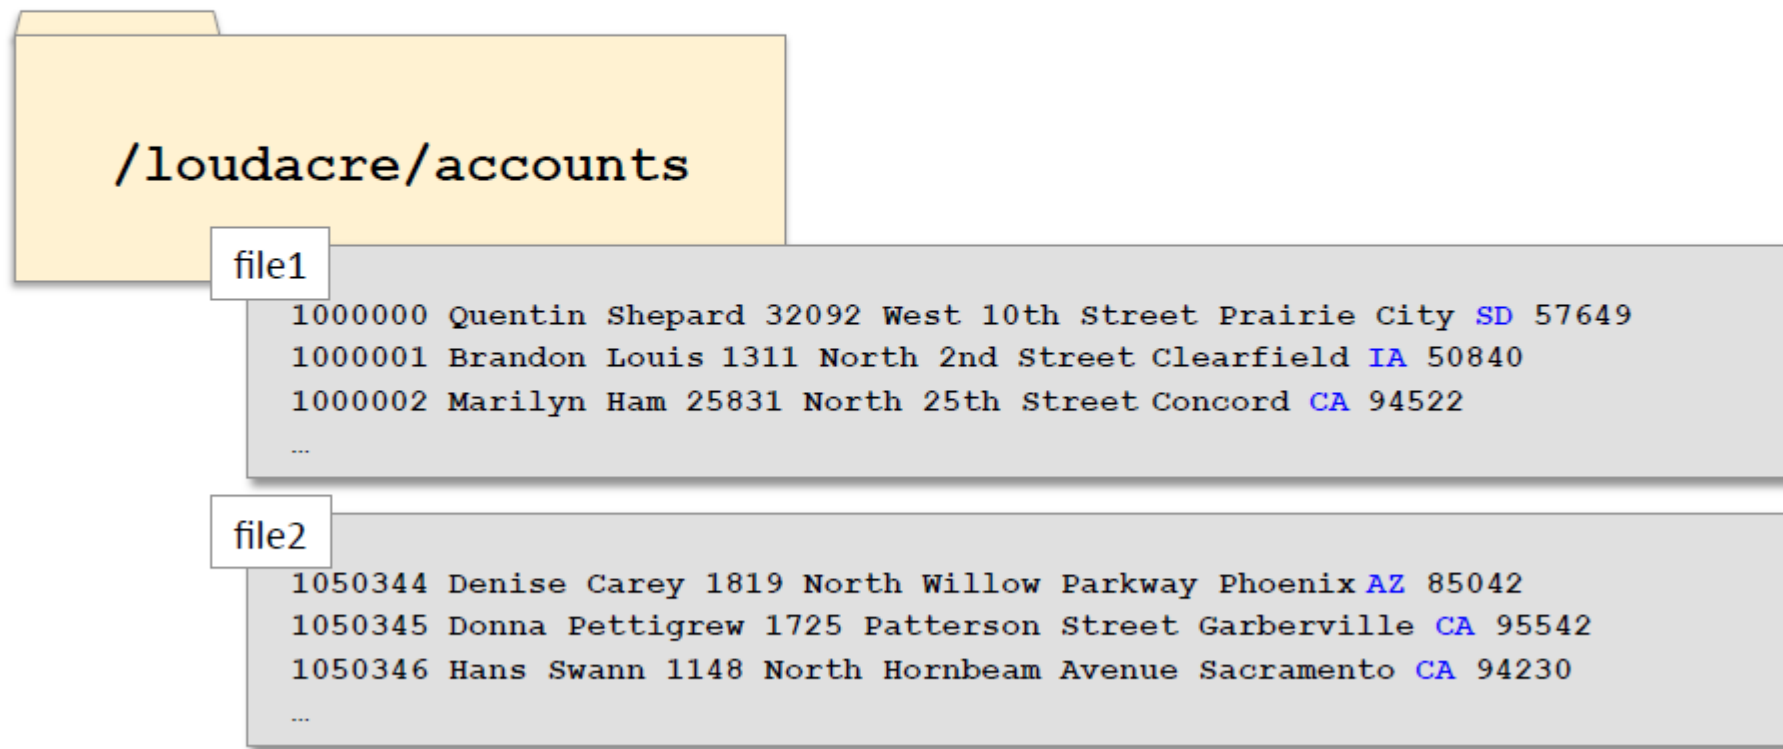 /loudacre/accounts
file1
1000000 Quentin Shepard 32092 West 10th Street Prairie City SD 57649
1000001 Brandon Louis 1311 North 2nd Street Clearfield IA 50840
1000002 Marilyn Ham 25831 North 25th Street Concord CA 94522
…
file2
1050344 Denise Carey 1819 North Willow Parkway Phoenix AZ 85042
1050345 Donna Pettigrew 1725 Patterson Street Garberville CA 95542
1050346 Hans Swann 1148 North Hornbeam Avenue Sacramento CA 94230
…